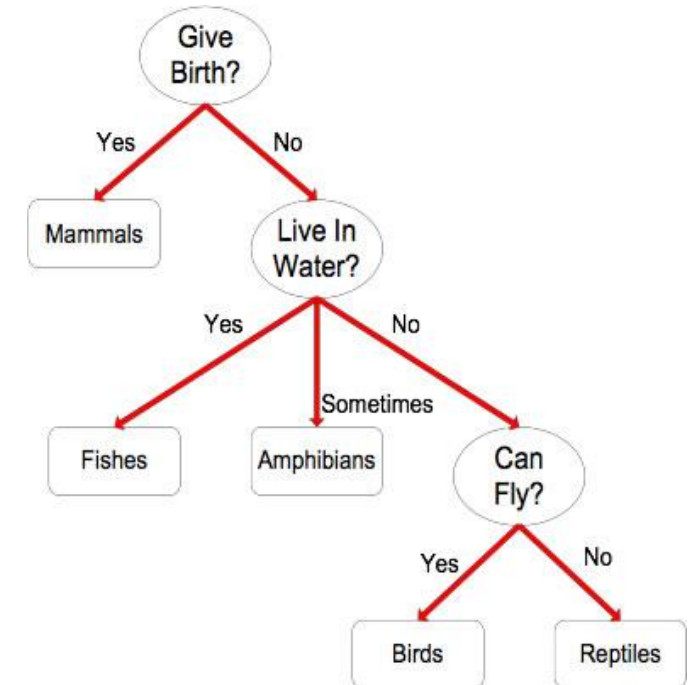 Give
Birth?
Yes
No
Mammals
Live In
Water?
Yes
No
Sometimes
Fishes
Amphibians
Can
Fly?
Yes
No
Birds
Reptiles